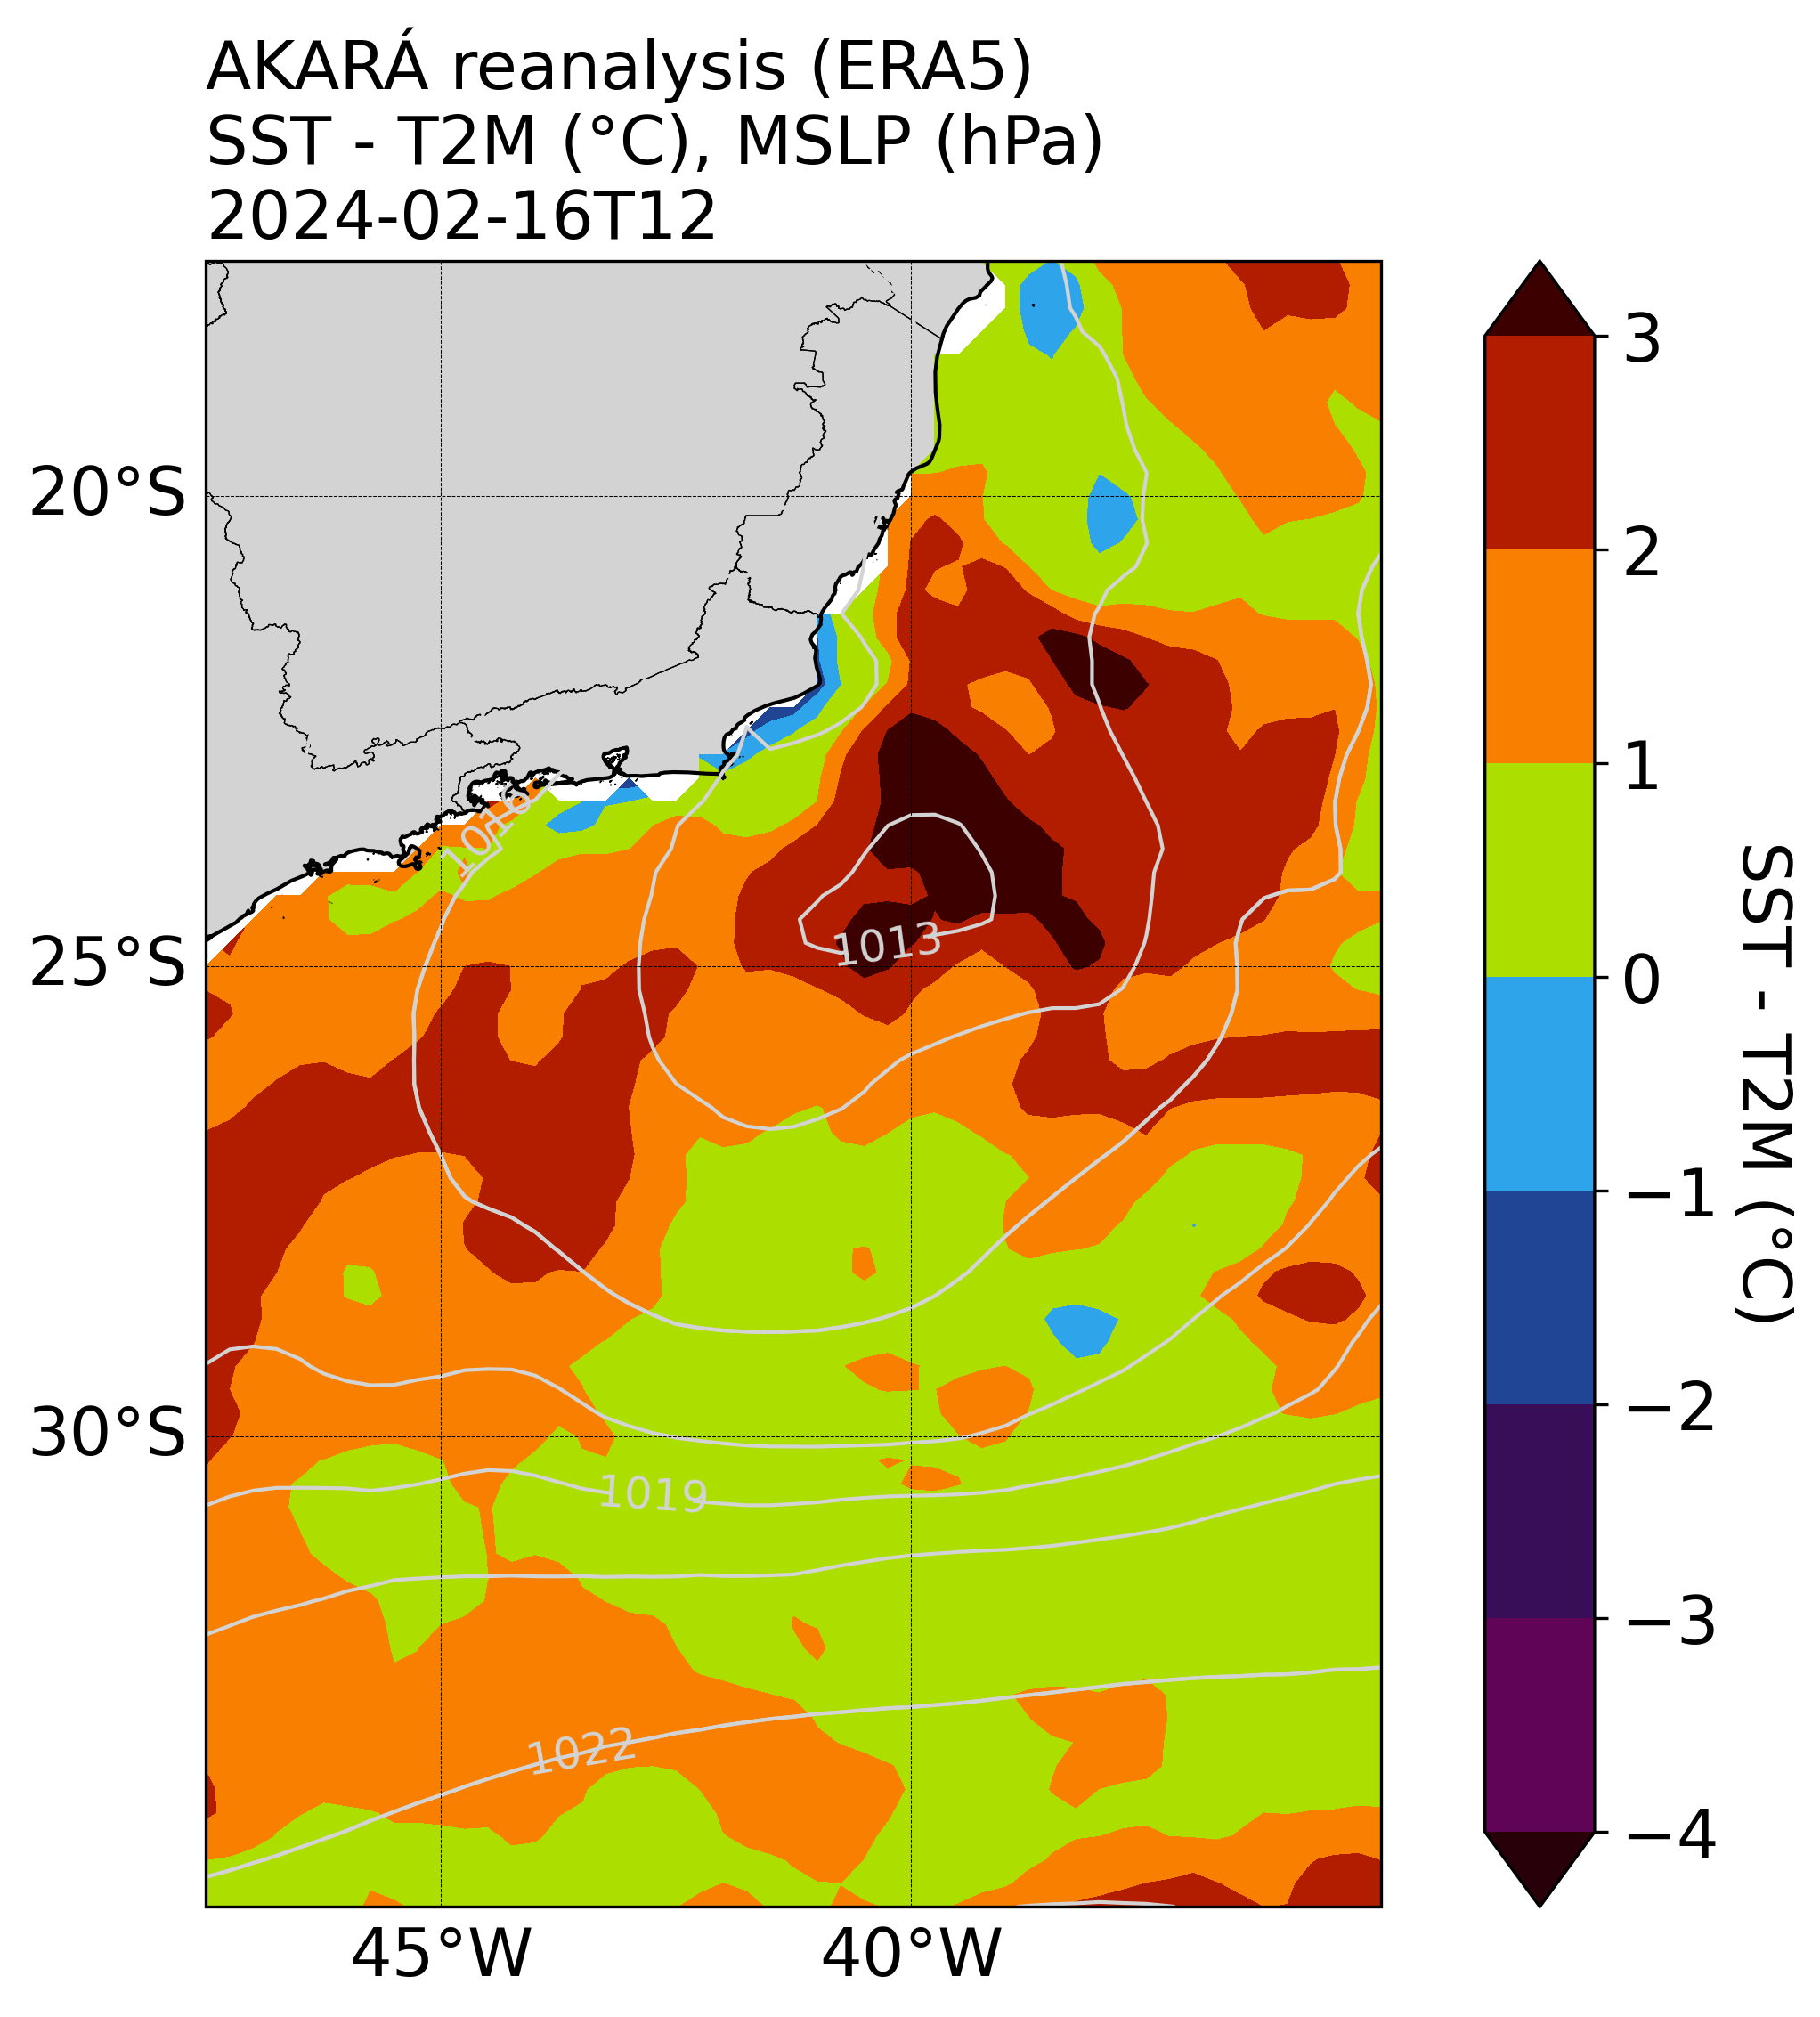 AKARÁ reanalysis (ERA5)
SST - T2M (°C), MSLP (hPa)
2024-02-16T12
20°S
25°S
30°S
45°W
40°W
1016
1013
1019
1022
3
2
1
0
−1
−2
−3
−4
SST - T2M (°C)